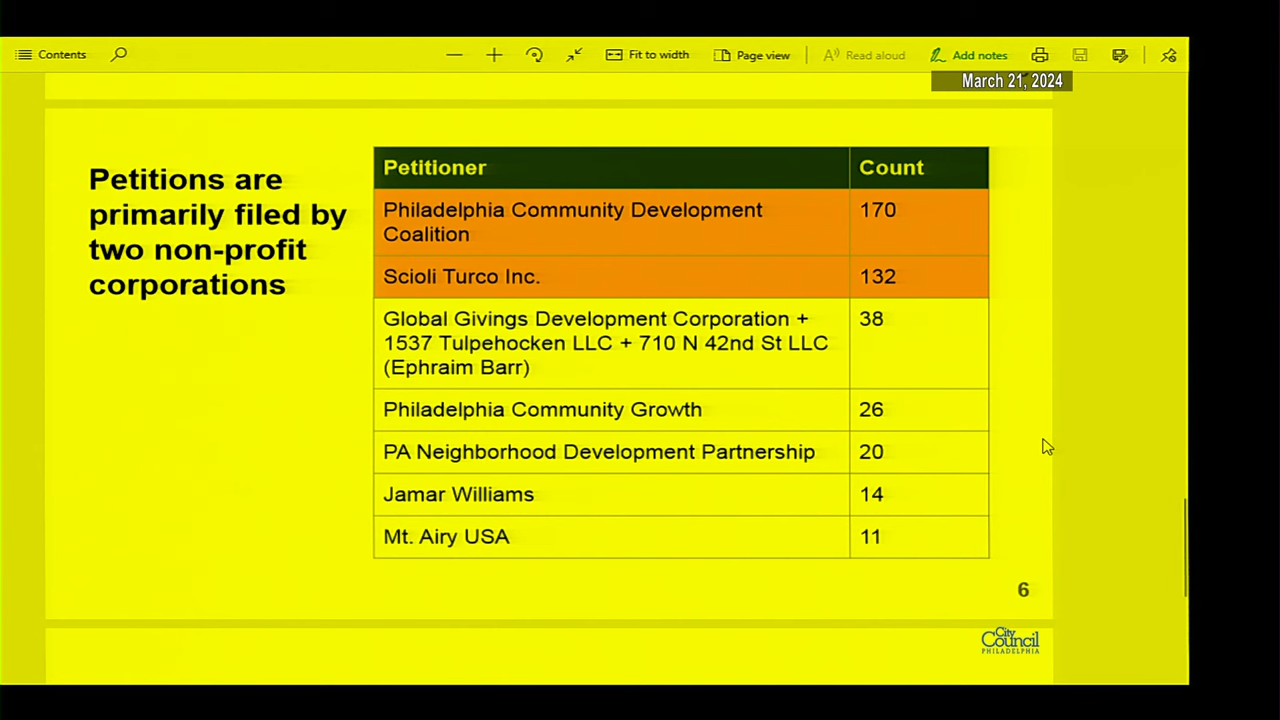 Contents
Fit to width
Page view
Read aloud
Add notes
March 21, 2024
Petitions are
primarily filed by
two non-profit
corporations
Petitioner Count
Philadelphia Community Development 170
Coalition
Scioli Turco Inc. 132
Global Givings Development Corporation + 38
1537 Tulpehocken LLC + 710 N 42nd St LLC
(Ephraim Barr)
Philadelphia Community Growth 26
PA Neighborhood Development Partnership 20
Jamar Williams 14
Mt. Airy USA 11
6
City
Council
PHILADELPHIA